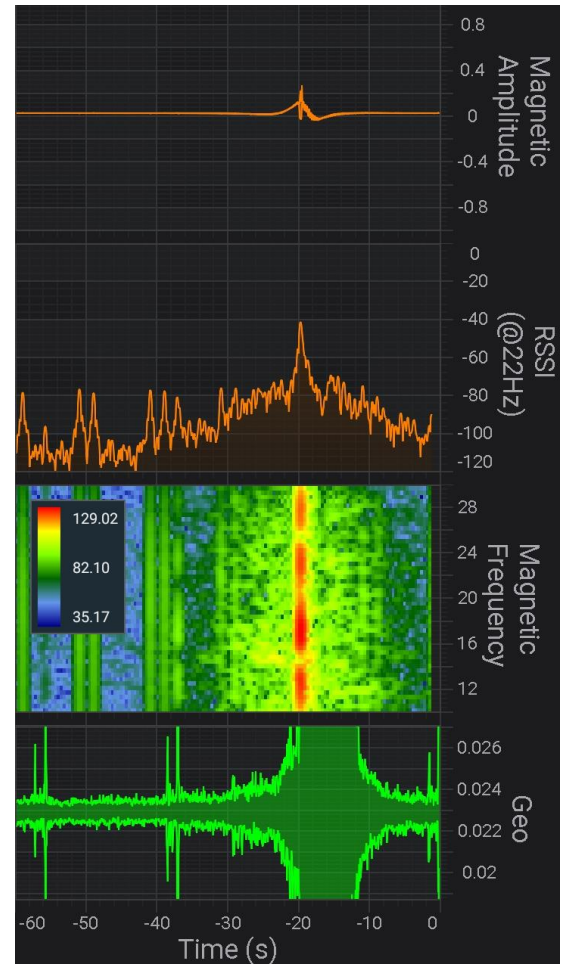 0.8
0.4
0
-0.4
-0.8
Magnetic
Amplitude
0
-20
-40
-60
-80
-100
-120
RSSI
(@22Hz)
129.02
82.10
35.17
28
24
20
16
12
Magnetic
Frequency
0.026
0.024
0.022
0.02
Geo
-60 -50 -40 -30 -20 -10 0
Time (s)